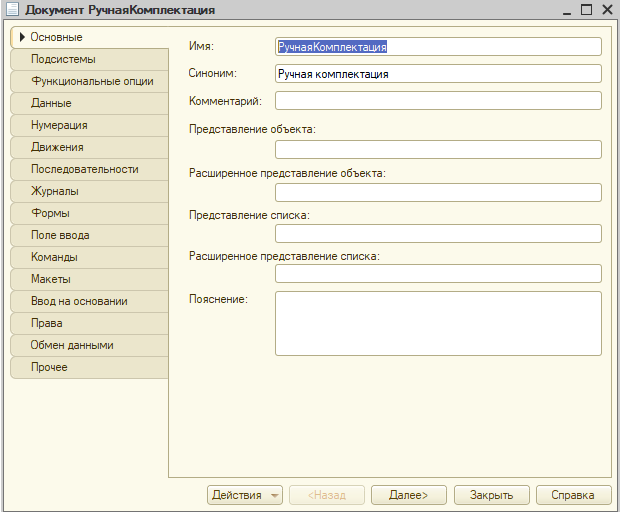 Документ РучнаяКомплектация
Основные
Подсистемы
Функциональные опции
Данные
Нумерация
Движения
Последовательности
Журналы
Формы
Поле ввода
Команды
Макеты
Ввод на основании
Права
Обмен данными
Прочее
Имя: РучнаяКомплектация
Синоним: Ручная комплектация
Комментарий:
Представление объекта:
Расширенное представление объекта:
Представление списка:
Расширенное представление списка:
Пояснение:
Действия <Назад Далее> Закрыть Справка